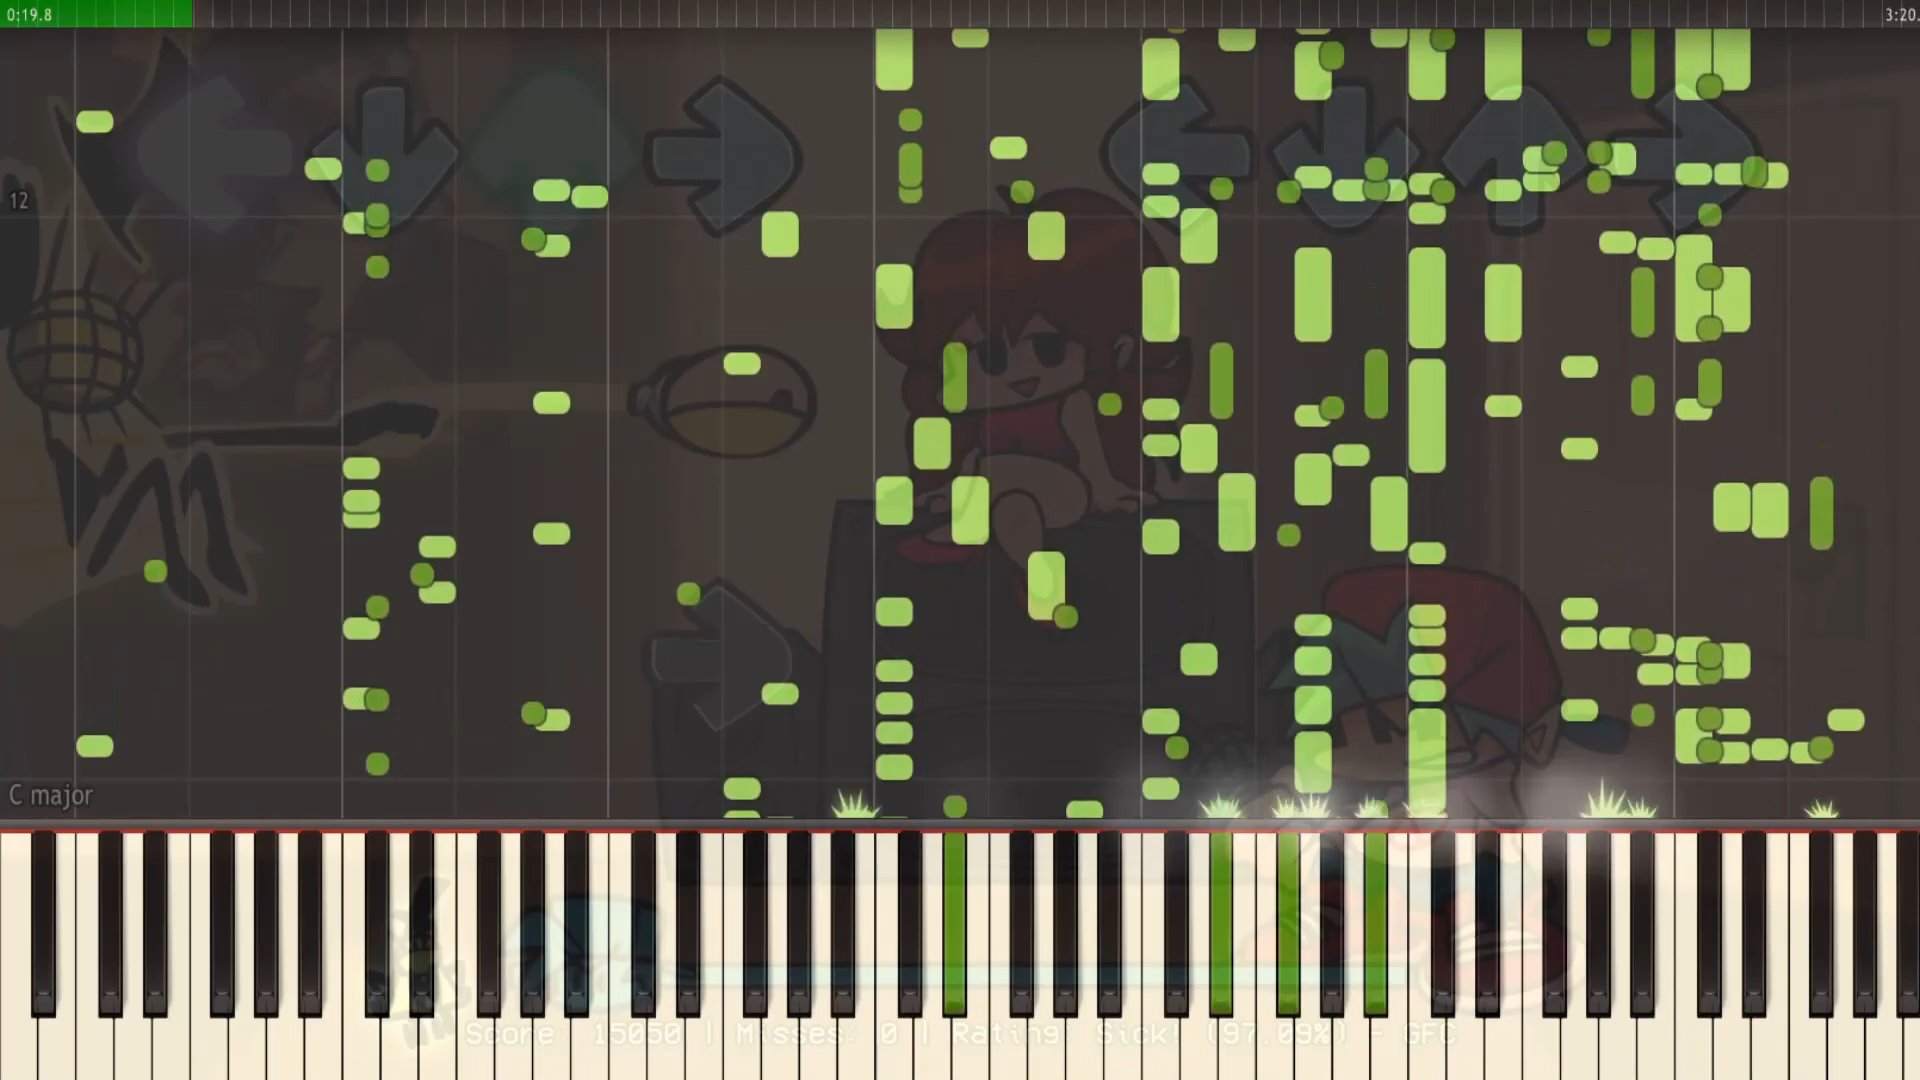 0:19.8
3:20.
12
C major
Score: 15050 | Misses: 0 | Rating: Sick! (97.09%) - GFC